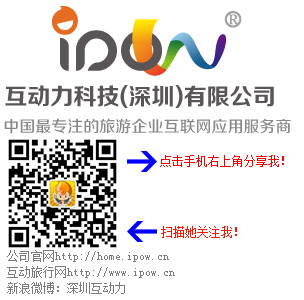 ipow®
互动力科技(深圳)有限公司
中国最专注的旅游企业互联网应用服务商
点击手机右上角分享我!
扫描她关注我!
公司官网http://home.ipow.cn
互动旅行网http://www.ipow.cn
新浪微博：深圳互动力